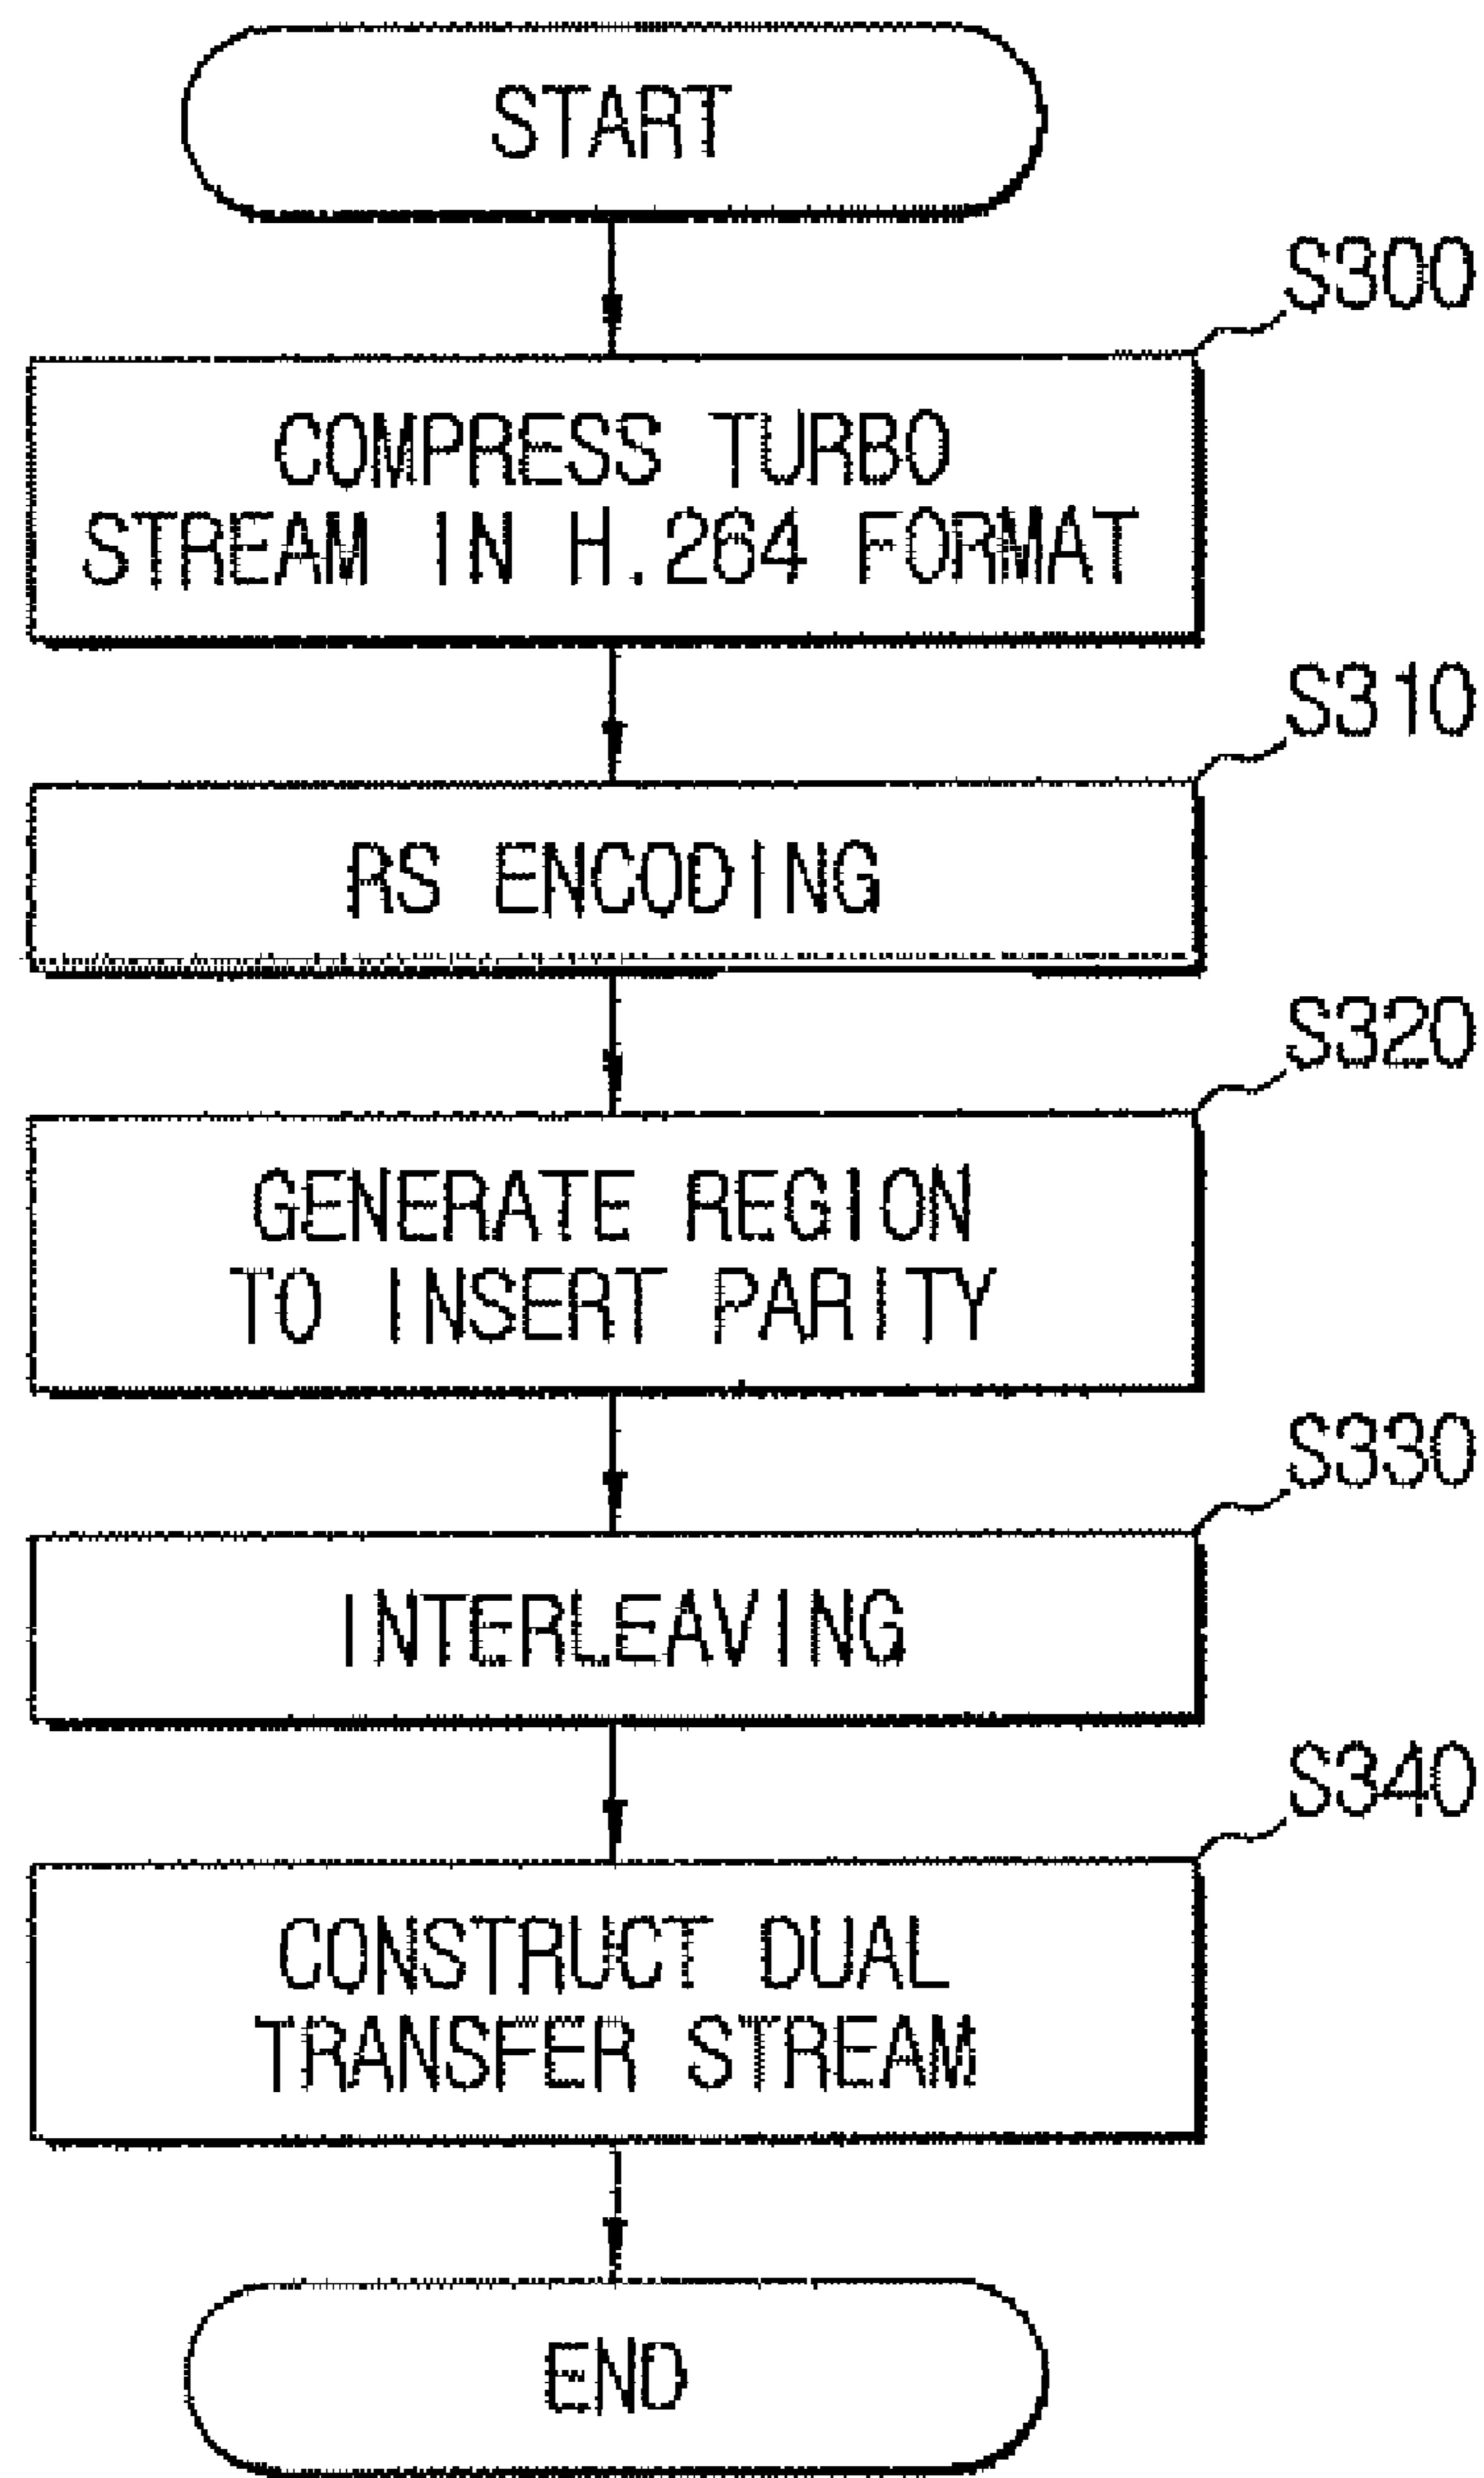 START
S300
COMPRESS TURBO
STREAM IN H.264 FORMAT
S310
RS ENCODING
S320
GENERATE REGION
TO INSERT PARITY
S330
INTERLEAVING
S340
CONSTRUCT DUAL
TRANSFER STREAM
END